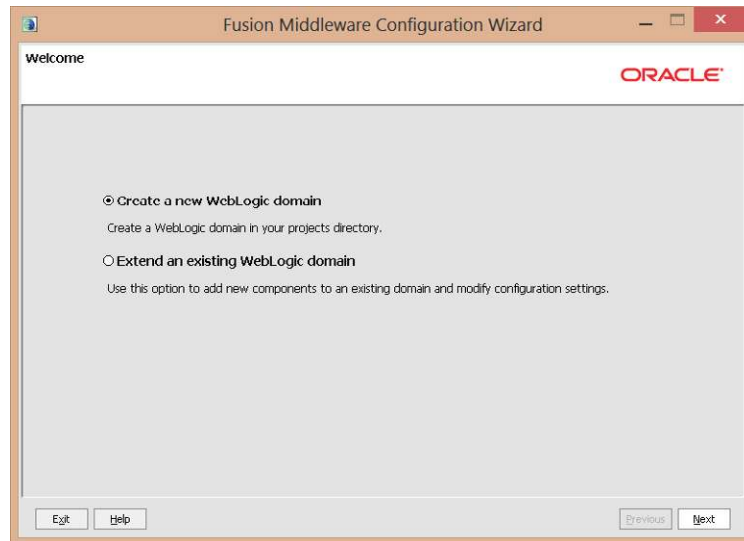 Fusion Middleware Configuration Wizard
Welcome
ORACLE
Create a new WebLogic domain
Create a WebLogic domain in your projects directory.
Extend an existing WebLogic domain
Use this option to add new components to an existing domain and modify configuration settings.
Exit Help Previous Next